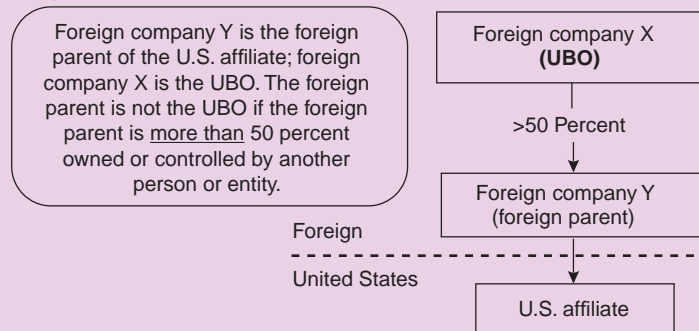 Foreign company Y is the foreign
parent of the U.S. affiliate; foreign
company X is the UBO. The foreign
parent is not the UBO if the foreign
parent is more than 50 percent
owned or controlled by another
person or entity.
Foreign company X
(UBO)
>50 Percent
Foreign company Y
(foreign parent)
Foreign
United States
U.S. affiliate